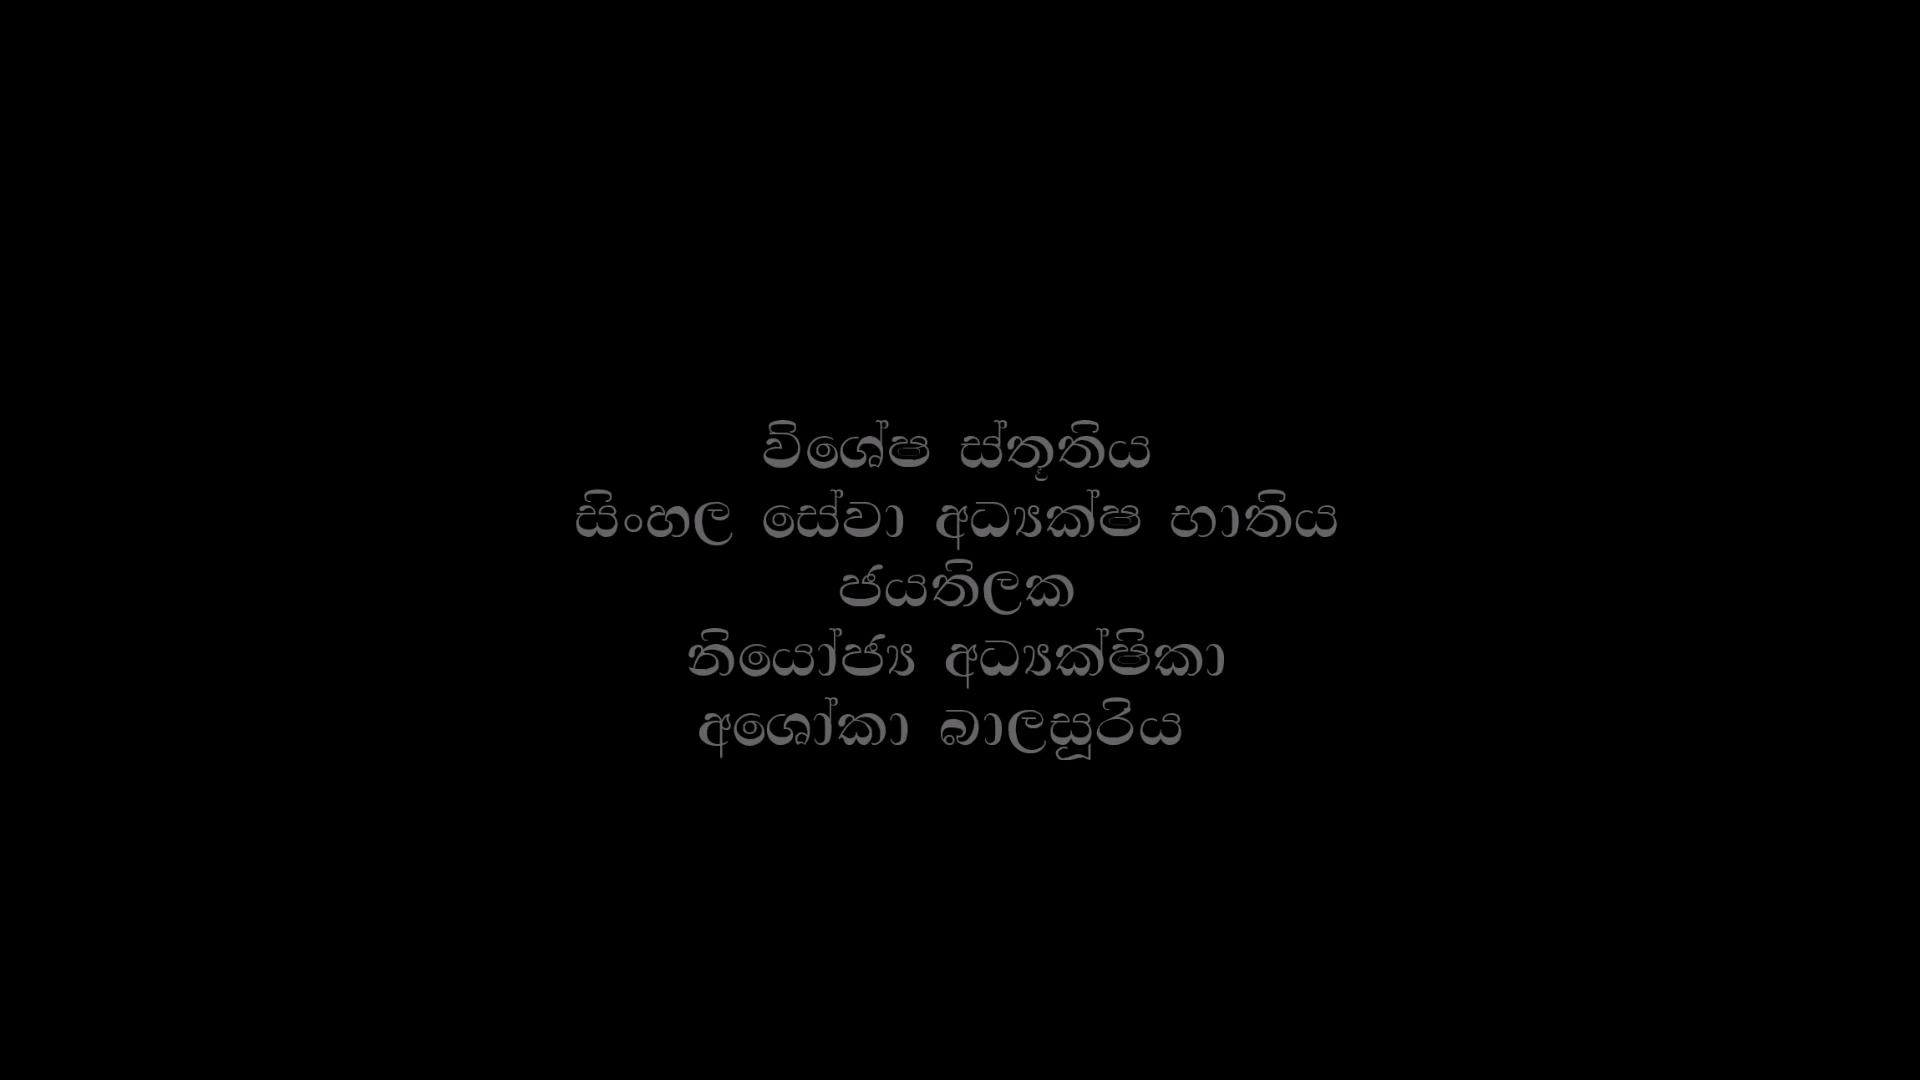 විශේෂ ස්තූතිය
සිංහල සේවා අධ්‍යක්ෂ භාතිය
ජයතිලක
නියෝජ්‍ය අධ්‍යක්ෂිකා
අශෝකා බාලසූරිය